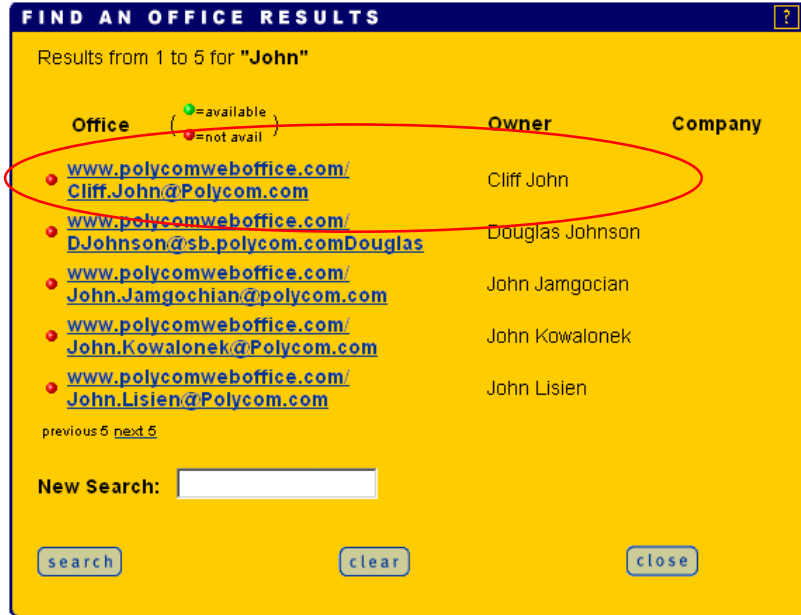 FIND AN OFFICE RESULTS ?
Results from 1 to 5 for "John"
Office ( =available =not avail ) Owner Company
www.polycomweboffice.com/
Cliff.John@Polycom.com Cliff John
www.polycomweboffice.com/
DJohnson@sb.polycom.comDouglas Douglas Johnson
www.polycomweboffice.com/
John.Jamgochian@polycom.com John Jamgocian
www.polycomweboffice.com/
John.Kowalonek@Polycom.com John Kowalonek
www.polycomweboffice.com/
John.Lisien@Polycom.com John Lisien
previous 5 next 5
New Search:
search clear close